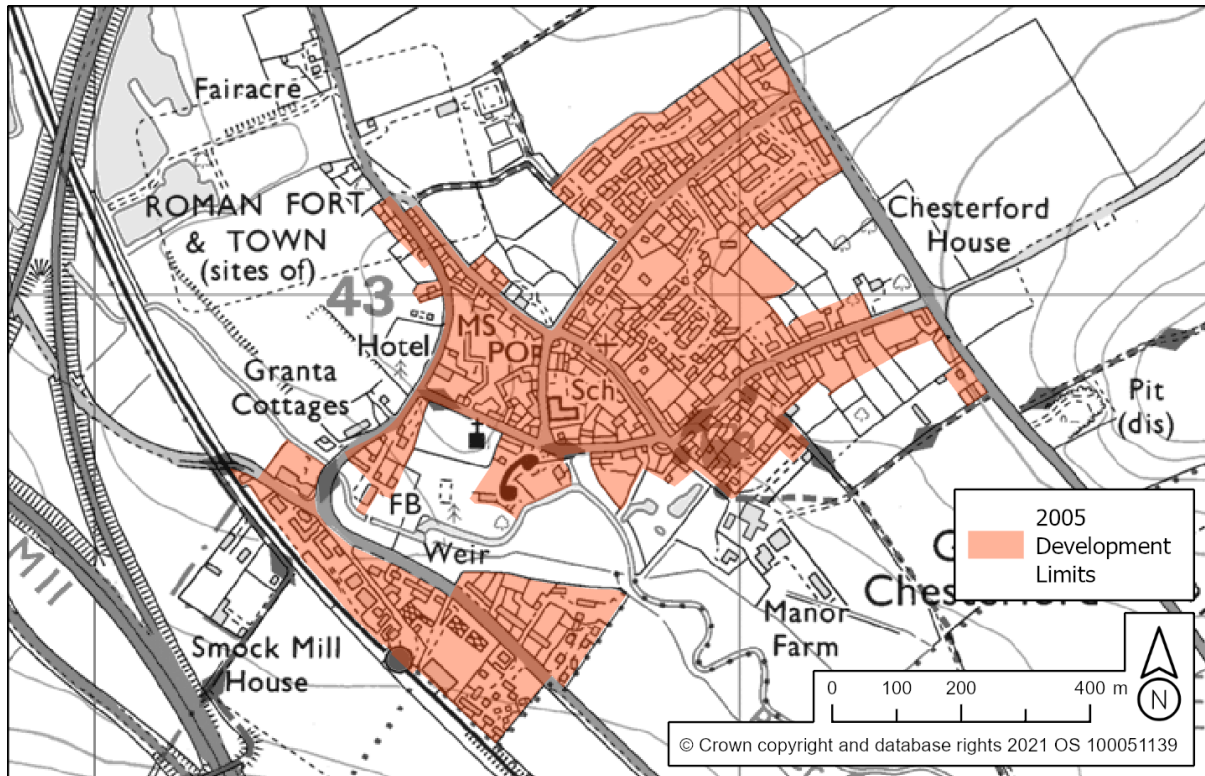 Fairacre
ROMAN FORT
& TOWN
(sites of)
Chesterford
House
43
MS
Hotel
PO
Sch
Granta
Cottages
Pit
(dis)
FB
Weir
M11
Smock Mill
House
Manor
Farm
2005
Development
Limits
0 100 200 400 m
N
© Crown copyright and database rights 2021 OS 100051139